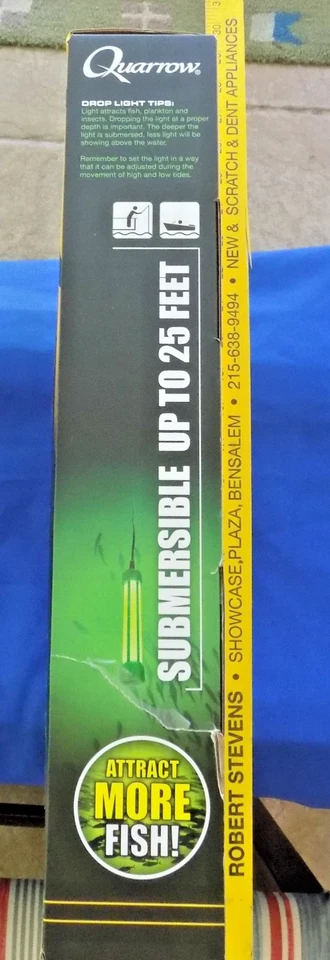 Quarrow®
DROP LIGHT TIPS:
Light attracts fish, plankton and
insects. Dropping the light at a proper
depth is important. The deeper the
light is submersed, less light will be
showing above the water.
Remember to set the light in a way
that it can be adjusted during the
movement of high and low tides.
SUBMERSIBLE UP TO 25 FEET
ATTRACT
MORE
FISH!
ROBERT STEVENS • SHOWCASE,PLAZA, BENSALEM • 215-638-9494 • NEW & SCRATCH & DENT APPLIANCES
30